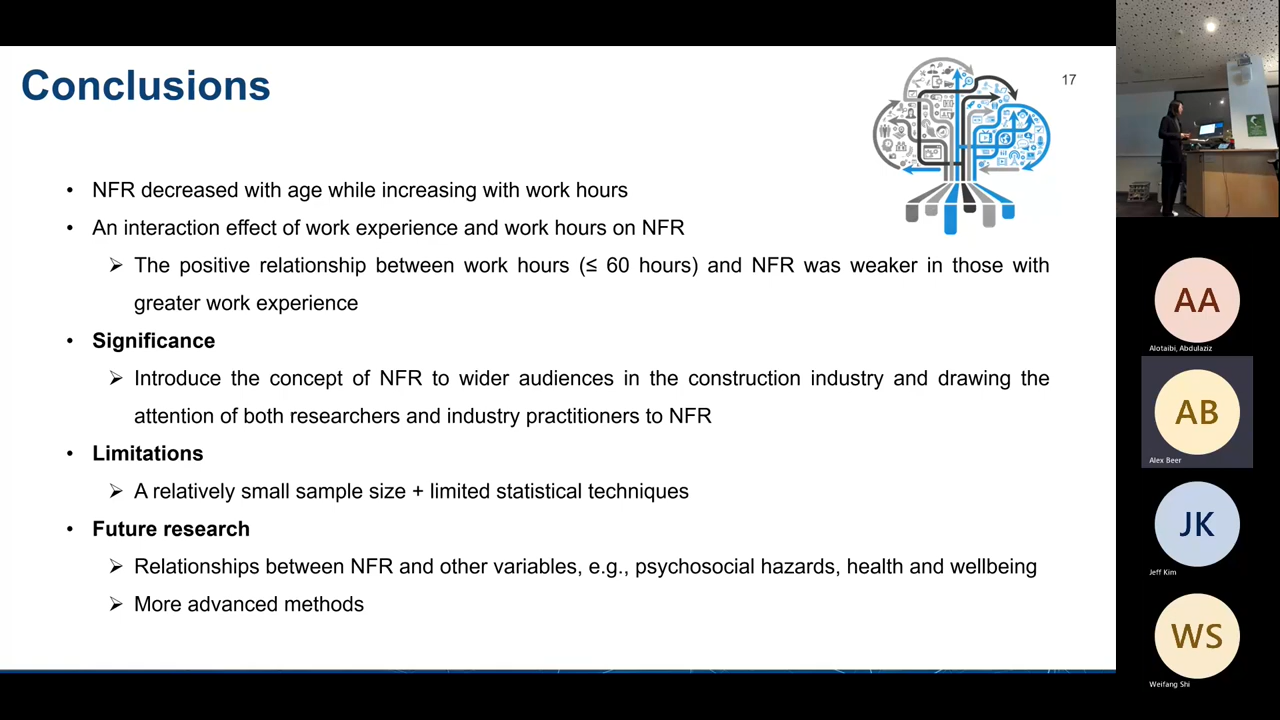 Conclusions
17
• NFR decreased with age while increasing with work hours
• An interaction effect of work experience and work hours on NFR
➢ The positive relationship between work hours (≤ 60 hours) and NFR was weaker in those with
greater work experience
• Significance
➢ Introduce the concept of NFR to wider audiences in the construction industry and drawing the
attention of both researchers and industry practitioners to NFR
• Limitations
➢ A relatively small sample size + limited statistical techniques
• Future research
➢ Relationships between NFR and other variables, e.g., psychosocial hazards, health and wellbeing
➢ More advanced methods
AA
Alotaibi, Abdulaziz
AB
Alex Beer
JK
Jeff Kim
WS
Weifang Shi